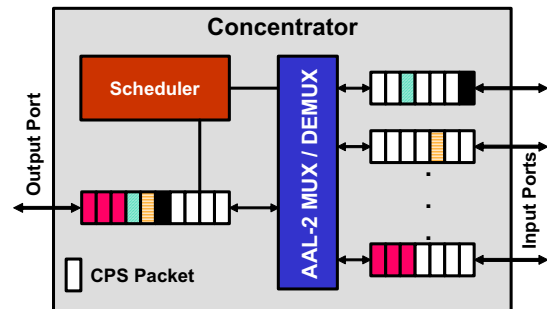 Concentrator
Scheduler
Output Port
AAL-2 MUX / DEMUX
Input Ports
CPS Packet